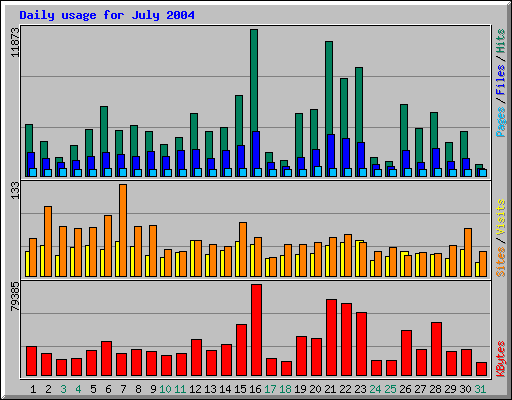 Daily usage for July 2004
11873
Pages / Files / Hits
133
Sites / Visits
79385
KBytes
1 2 3 4 5 6 7 8 9 10 11 12 13 14 15 16 17 18 19 20 21 22 23 24 25 26 27 28 29 30 31